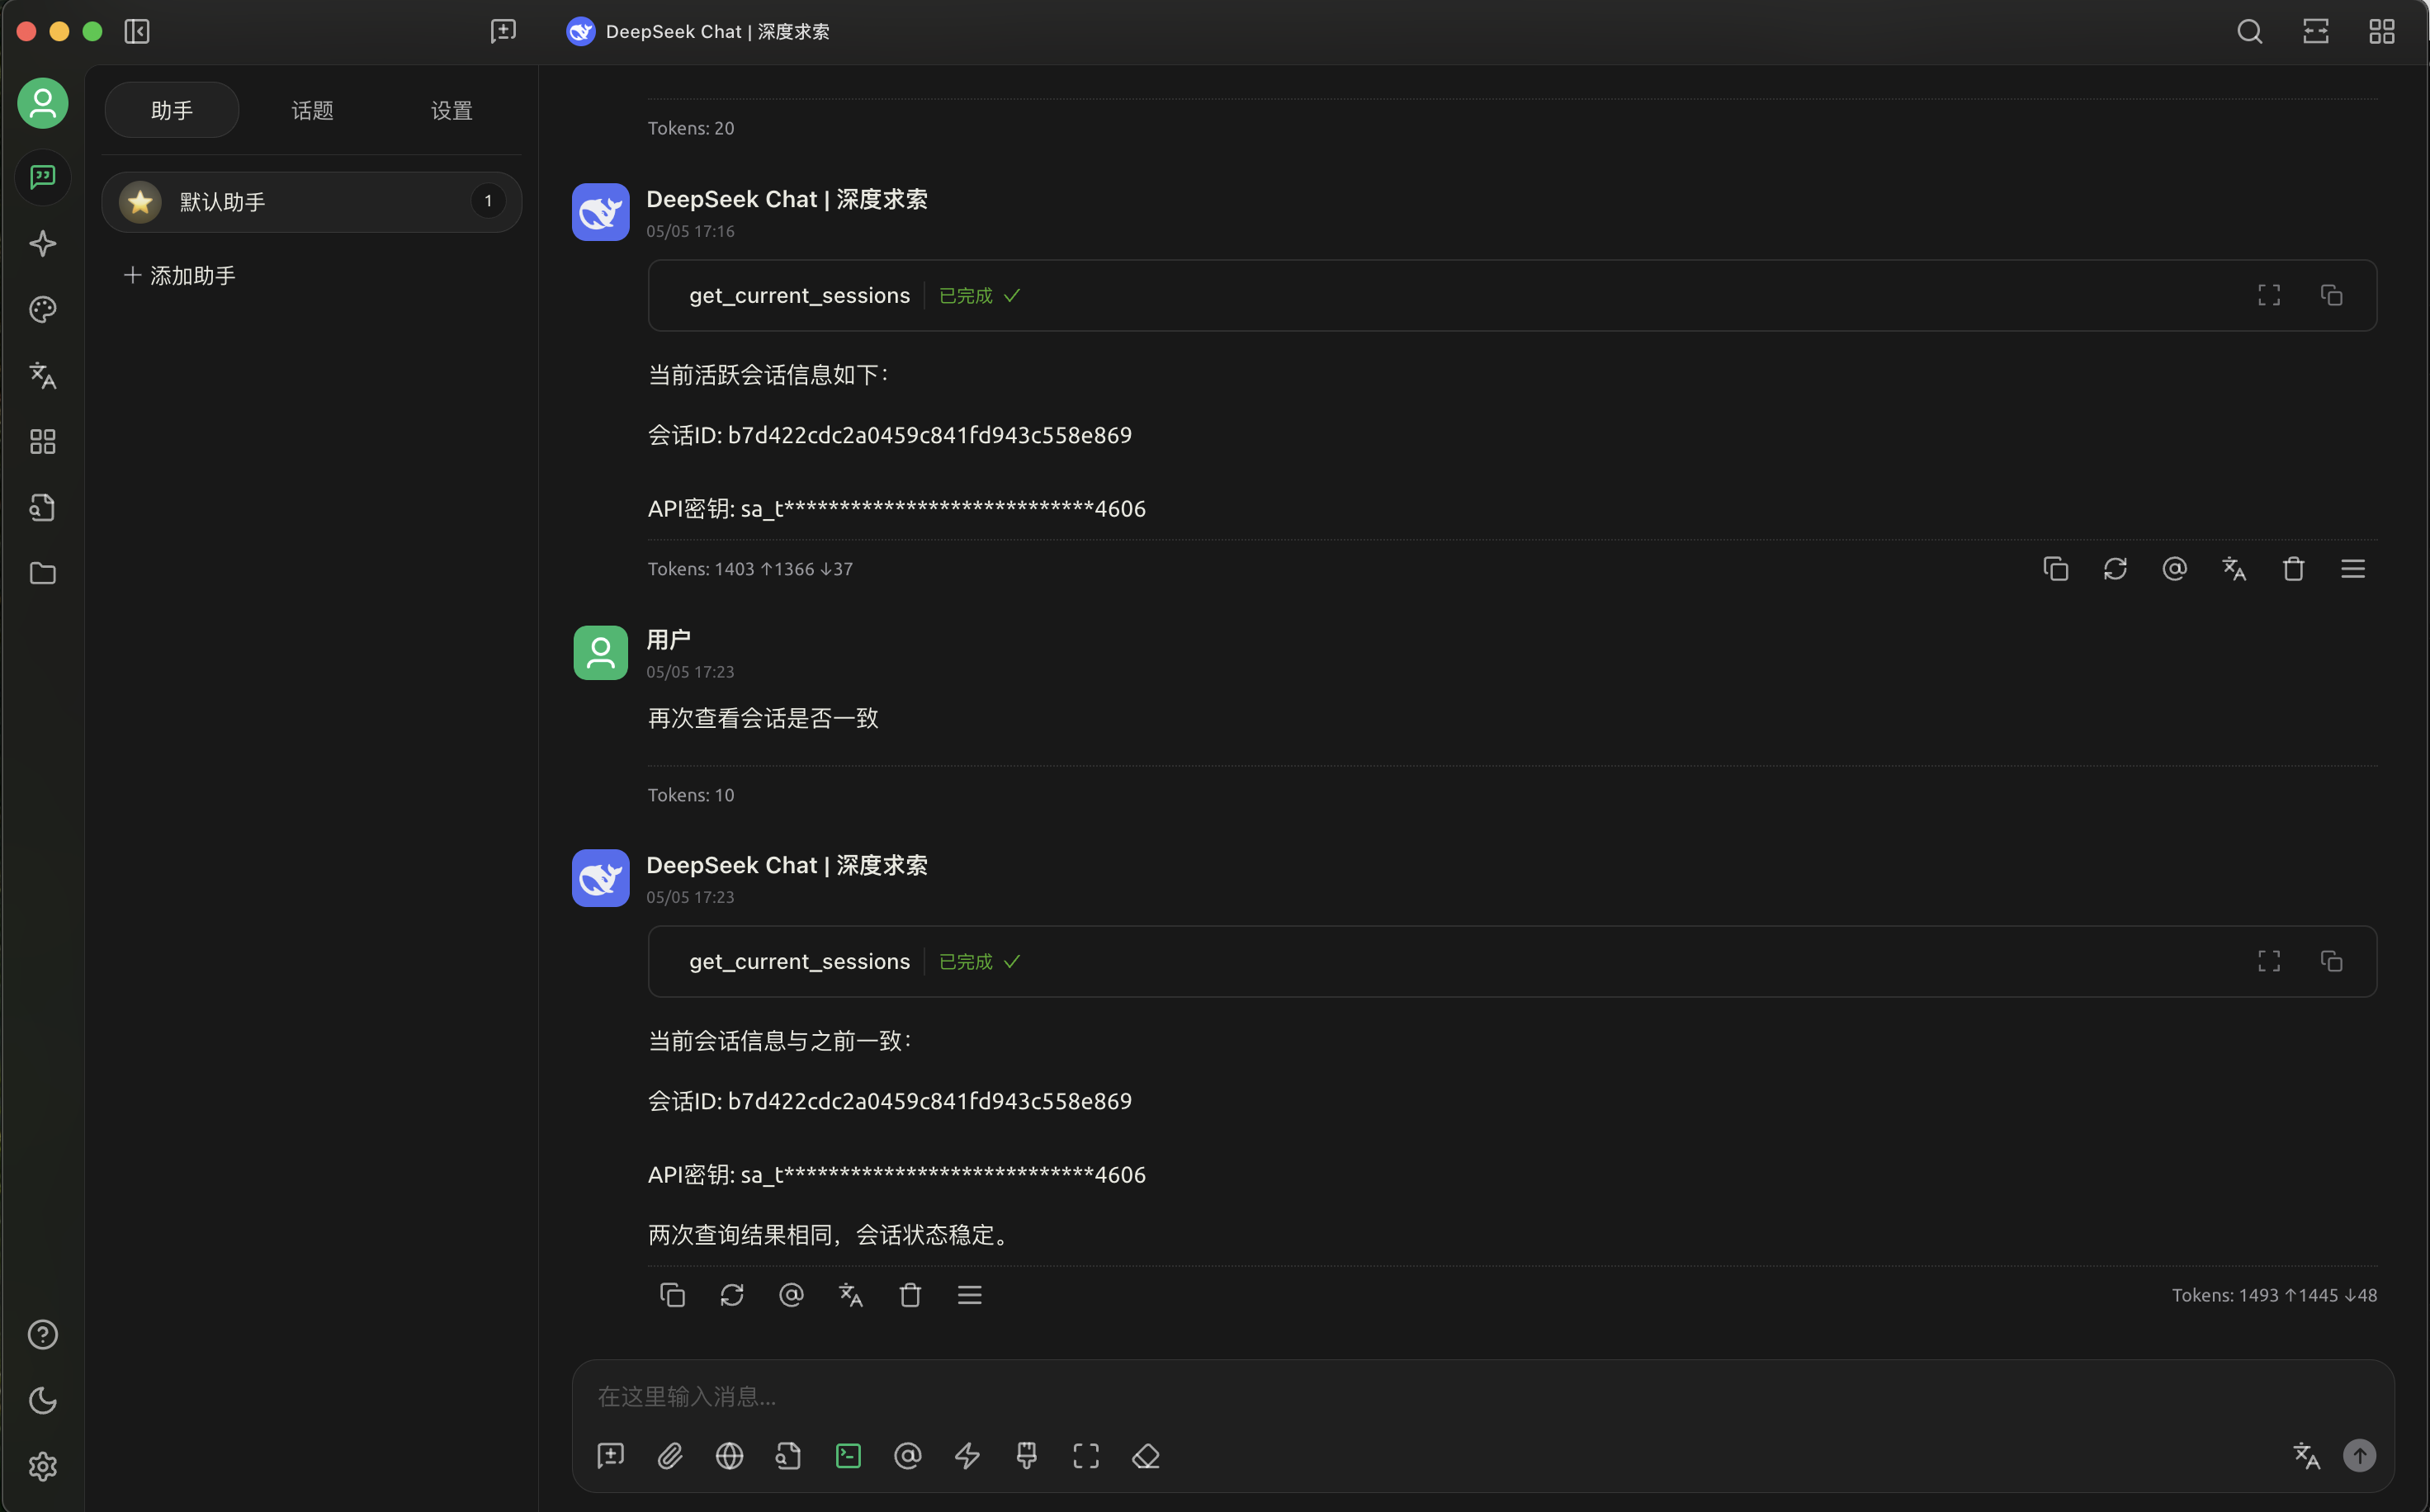 DeepSeek Chat | 深度求索
助手
话题
设置
默认助手
1
添加助手
Tokens: 20
DeepSeek Chat | 深度求索
05/05 17:16
get_current_sessions
已完成
当前活跃会话信息如下：
会话ID: b7d422cdc2a0459c841fd943c558e869
API密钥: sa_t****************************4606
Tokens: 1403 ↑1366 ↓37
用户
05/05 17:23
再次查看会话是否一致
Tokens: 10
DeepSeek Chat | 深度求索
05/05 17:23
get_current_sessions
已完成
当前会话信息与之前一致：
会话ID: b7d422cdc2a0459c841fd943c558e869
API密钥: sa_t****************************4606
两次查询结果相同，会话状态稳定。
Tokens: 1493 ↑1445 ↓48
在这里输入消息...